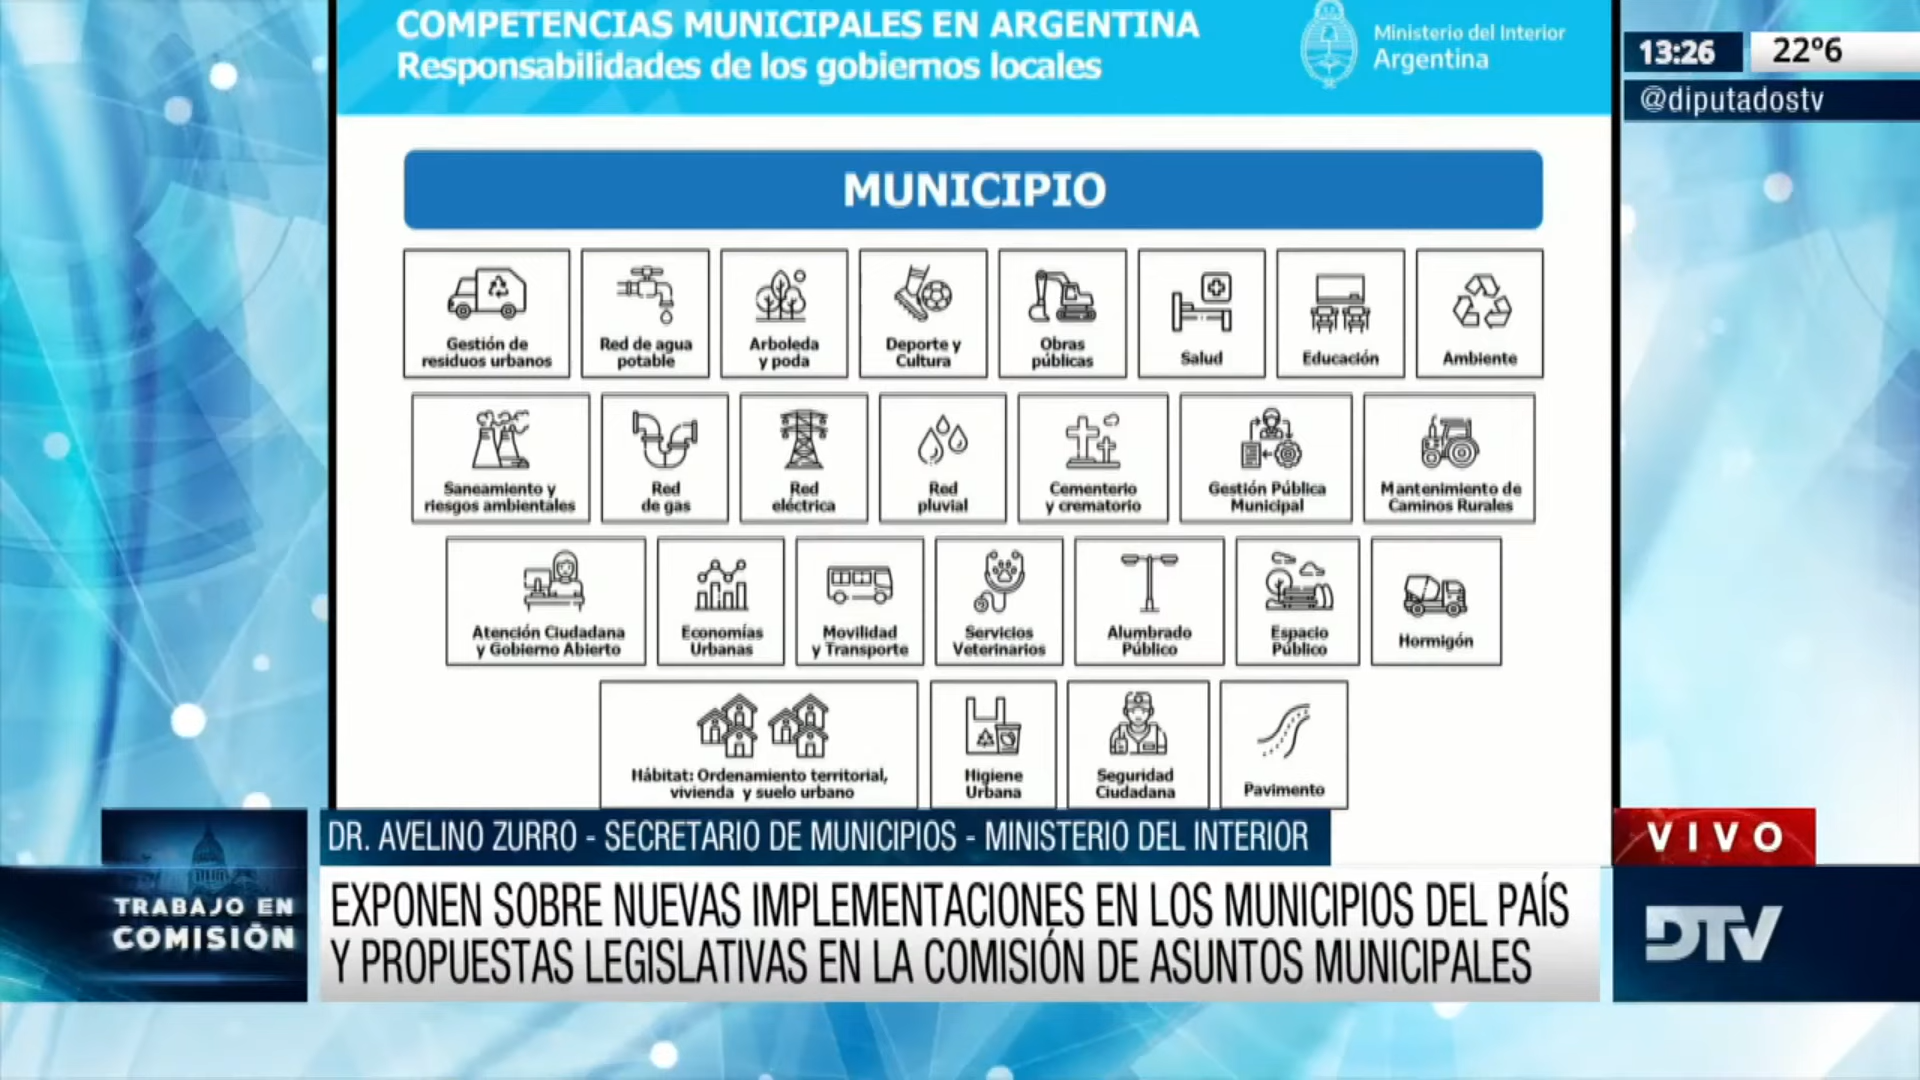 COMPETENCIAS MUNICIPALES EN ARGENTINA
Responsabilidades de los gobiernos locales
Ministerio del Interior
Argentina
13:26
22º6
@diputadostv
MUNICIPIO
Gestión de
residuos urbanos
Red de agua
potable
Arboleda
y poda
Deporte y
Cultura
Obras
públicas
Salud
Educación
Ambiente
Saneamiento y
riesgos ambientales
Red
de gas
Red
eléctrica
Red
pluvial
Cementerio
y crematorio
Gestión Pública
Municipal
Mantenimiento de
Caminos Rurales
Atención Ciudadana
y Gobierno Abierto
Economías
Urbanas
Movilidad
y Transporte
Servicios
Veterinarios
Alumbrado
Público
Espacio
Público
Hormigón
Hábitat: Ordenamiento territorial,
vivienda y suelo urbano
Higiene
Urbana
Seguridad
Ciudadana
Pavimento
DR. AVELINO ZURRO - SECRETARIO DE MUNICIPIOS - MINISTERIO DEL INTERIOR
VIVO
TRABAJO EN
COMISIÓN
EXPONEN SOBRE NUEVAS IMPLEMENTACIONES EN LOS MUNICIPIOS DEL PAÍS
Y PROPUESTAS LEGISLATIVAS EN LA COMISIÓN DE ASUNTOS MUNICIPALES
DTV